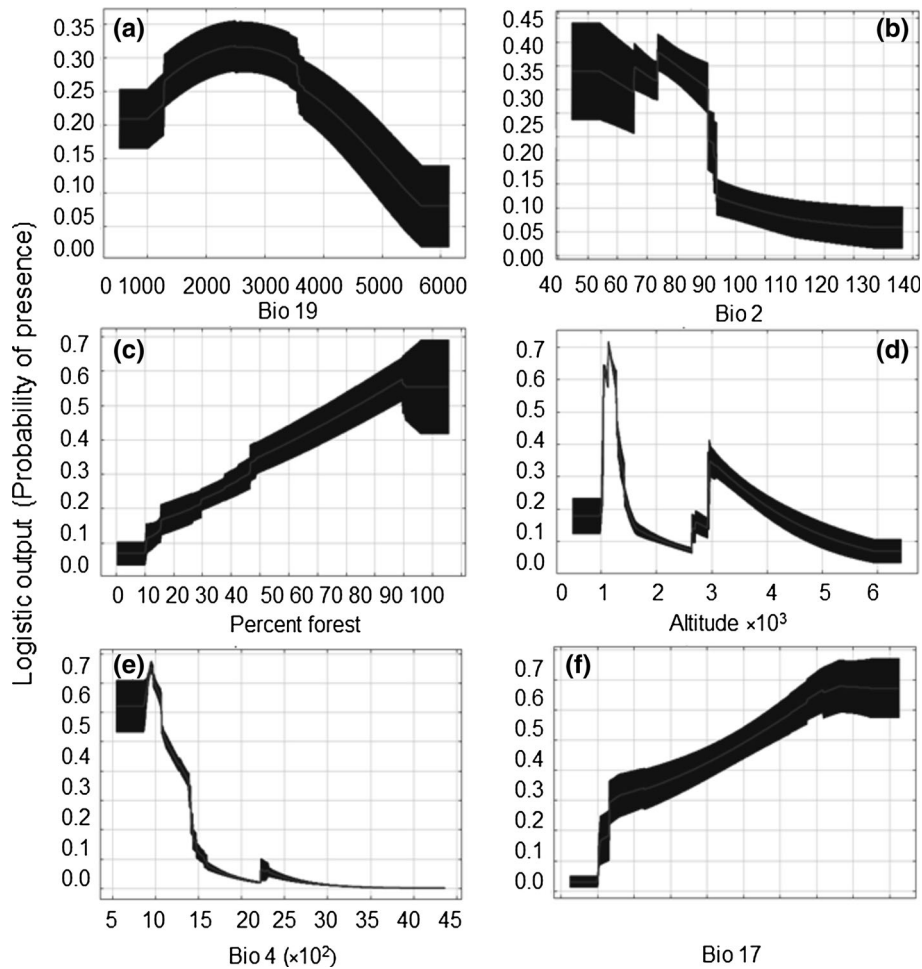 Logistic output (Probability of presence)
(a)
0.35
0.30
0.25
0.20
0.15
0.10
0.05
0.00
0 1000 2000 3000 4000 5000 6000
Bio 19
(b)
0.45
0.40
0.35
0.30
0.25
0.20
0.15
0.10
0.05
0.00
40 50 60 70 80 90 100 110 120 130 140
Bio 2
(c)
0.7
0.6
0.5
0.4
0.3
0.2
0.1
0.0
0 10 20 30 40 50 60 70 80 90 100
Percent forest
(d)
0.7
0.6
0.5
0.4
0.3
0.2
0.1
0.0
0 1 2 3 4 5 6
Altitude ×10³
(e)
0.7
0.6
0.5
0.4
0.3
0.2
0.1
0.0
5 10 15 20 22 30 35 40 45
Bio 4 (×10²)
(f)
0.7
0.6
0.5
0.4
0.3
0.2
0.1
0.0
Bio 17